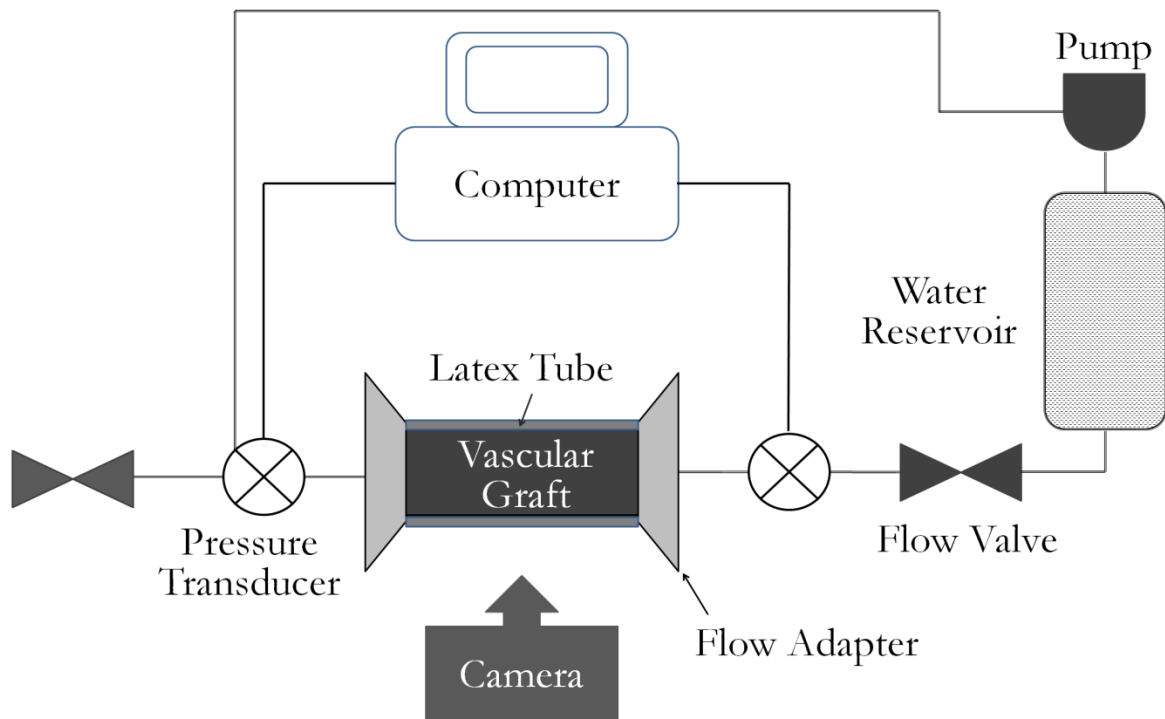 Pump
Computer
Water
Reservoir
Latex Tube
Vascular
Graft
Pressure
Transducer
Flow Valve
Flow Adapter
Camera